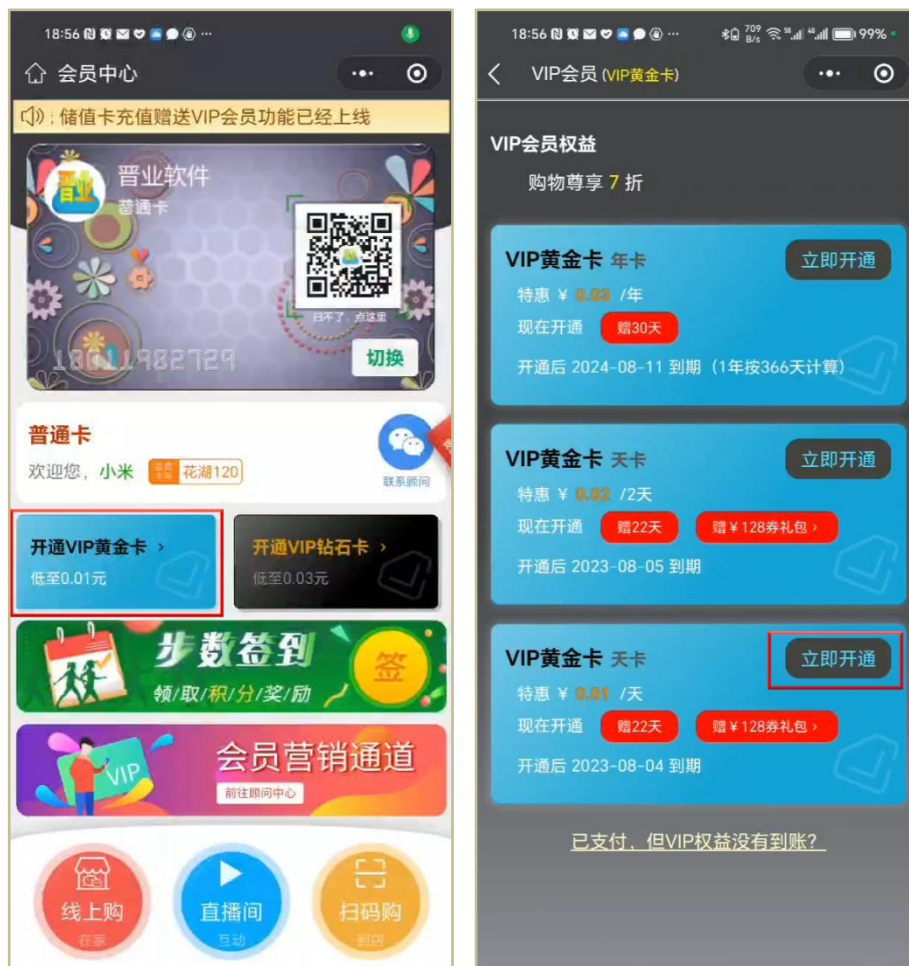 18:56
会员中心
储值卡充值赠送VIP会员功能已经上线
晋业
晋业软件
普通卡
扫不了，点这里
切换
普通卡
欢迎您，小米
花湖120
联系顾问
开通VIP黄金卡 ›
低至0.01元
开通VIP钻石卡 ›
低至0.03元
步数签到
领/取/积/分/奖/励
签
VIP
会员营销通道
前往顾问中心
线上购
在家
直播间
互动
扫码购
到店
18:56
709 B/s
99%
VIP会员 (VIP黄金卡)
VIP会员权益
购物尊享 7 折
VIP黄金卡 年卡
立即开通
特惠 ¥ 0.03 /年
现在开通 赠30天
开通后 2024-08-11 到期（1年按366天计算）
VIP黄金卡 天卡
立即开通
特惠 ¥ 0.02 /2天
现在开通 赠22天 赠¥128券礼包 ›
开通后 2023-08-05 到期
VIP黄金卡 天卡
立即开通
特惠 ¥ 0.01 /天
现在开通 赠22天 赠¥128券礼包 ›
开通后 2023-08-04 到期
已支付，但VIP权益没有到账？